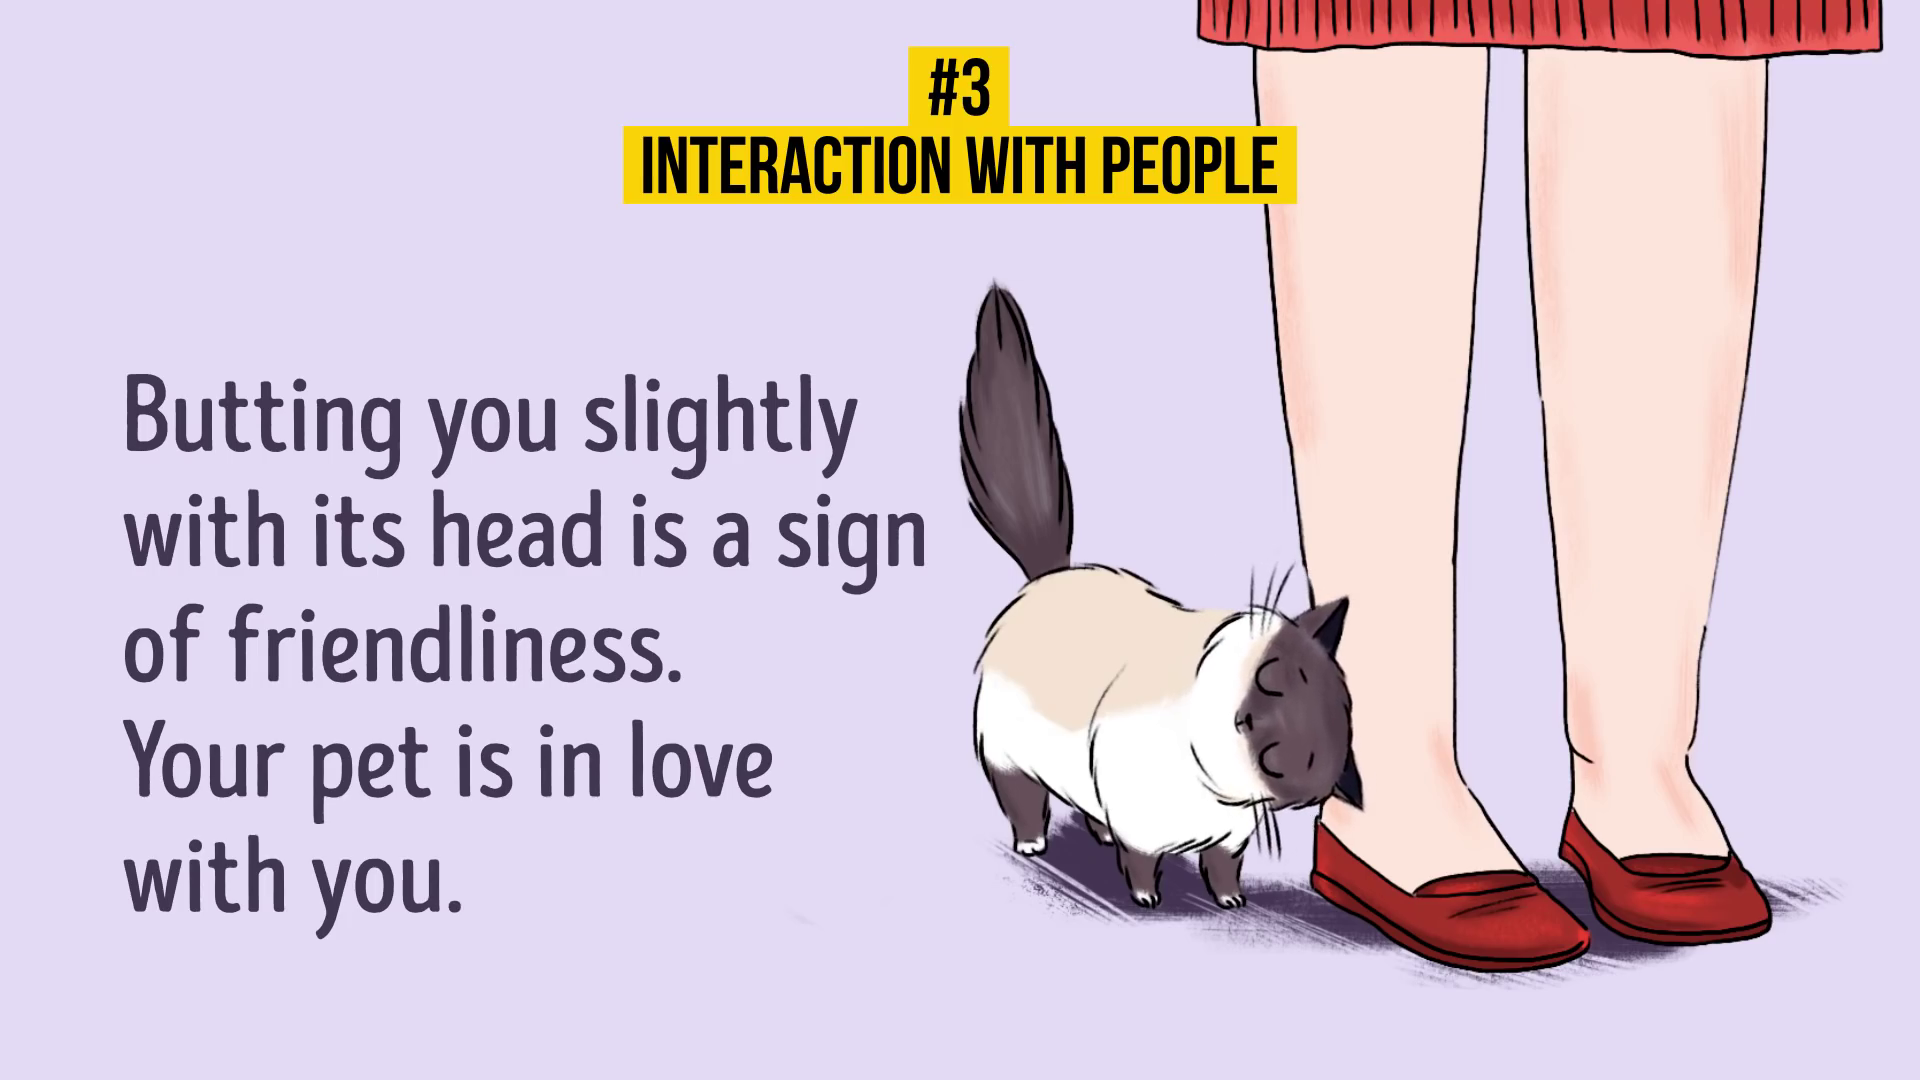 #3
INTERACTION WITH PEOPLE
Butting you slightly
with its head is a sign
of friendliness.
Your pet is in love
with you.